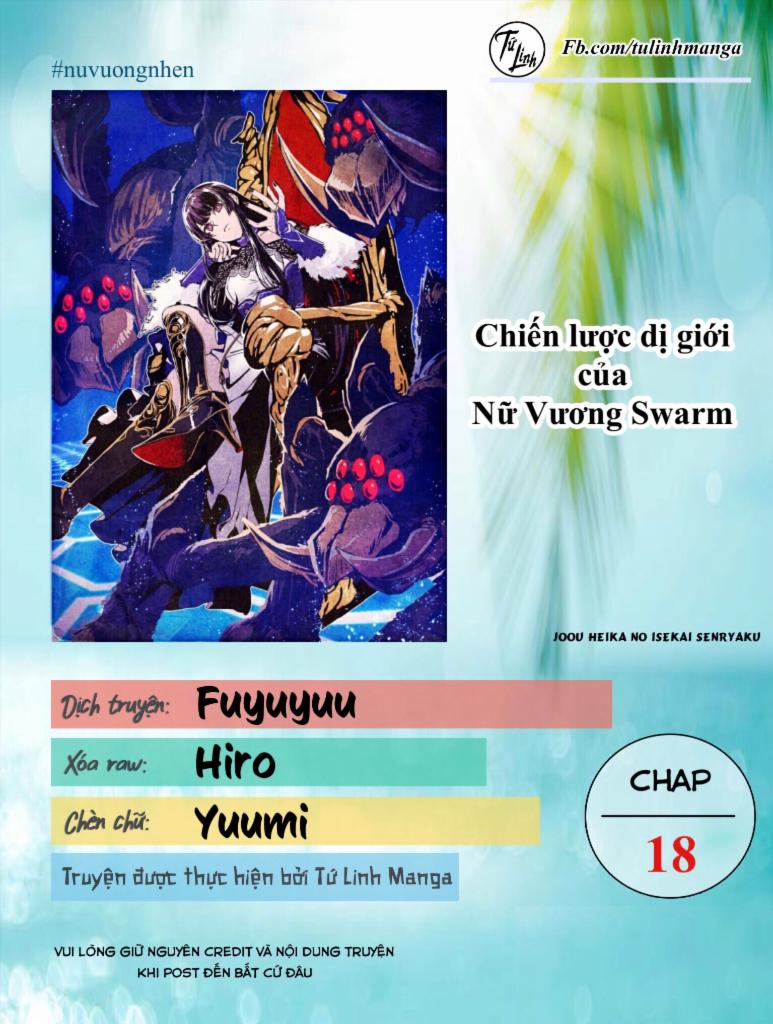 Tứ
Linh
Fb.com/tulinhmanga
#nuvuongnhen
Chiến lược dị giới
của
Nữ Vương Swarm
JOOU HEIKA NO ISEKAI SENRYAKU
Dịch truyện: Fuyuyuu
Xóa raw: Hiro
Chèn chữ: Yuumi
Truyện được thực hiện bởi Tứ Linh Manga
CHAP
18
VUI LÒNG GIỮ NGUYÊN CREDIT VÀ NỘI DUNG TRUYỆN
KHI POST ĐẾN BẤT CỨ ĐÂU